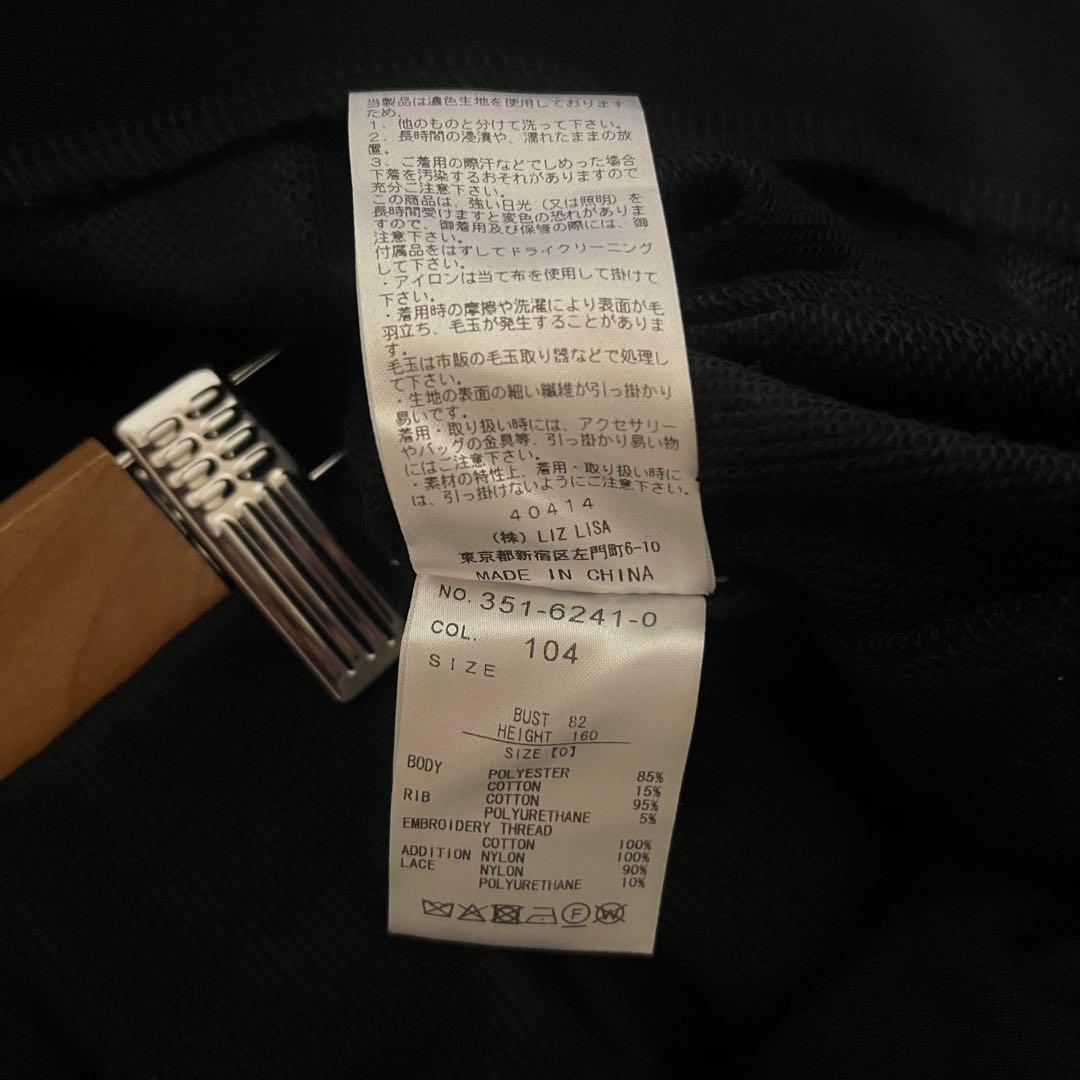 当製品は濃色生地を使用しております
ため、
1．他のものと分けて洗って下さい。
2．長時間の浸漬や、濡れたままの放
置。
3．ご着用の際汗などでしめった場合
下着を汚染するおそれがありますので
充分ご注意下さい。
この商品は、強い日光（又は照明）を
長時間受けますと変色の恐れがありま
すので、御着用及び保管の際には、御
注意下さい。
付属品をはずしてドライクリーニング
して下さい。
・アイロンは当て布を使用して掛けて
下さい。
・着用時の摩擦や洗濯により表面が毛
羽立ち、毛玉が発生することがありま
す。
毛玉は市販の毛玉取り器などで処理し
て下さい。
・生地の表面の細い繊維が引っ掛かり
易いです。
着用・取り扱い時には、アクセサリー
やバッグの金具等、引っ掛かり易い物
にはご注意下さい。
・素材の特性上、着用・取り扱い時に
は、引っ掛けないようにご注意下さい。
40414
（株）LIZ LISA
東京都新宿区左門町6-10
MADE IN CHINA
NO. 351-6241-0
COL. 104
SIZE
BUST 82
HEIGHT 160
SIZE【0】
BODY POLYESTER 85%
COTTON 15%
RIB COTTON 95%
POLYURETHANE 5%
EMBROIDERY THREAD
COTTON 100%
ADDITION NYLON 100%
LACE NYLON 90%
POLYURETHANE 10%
F W